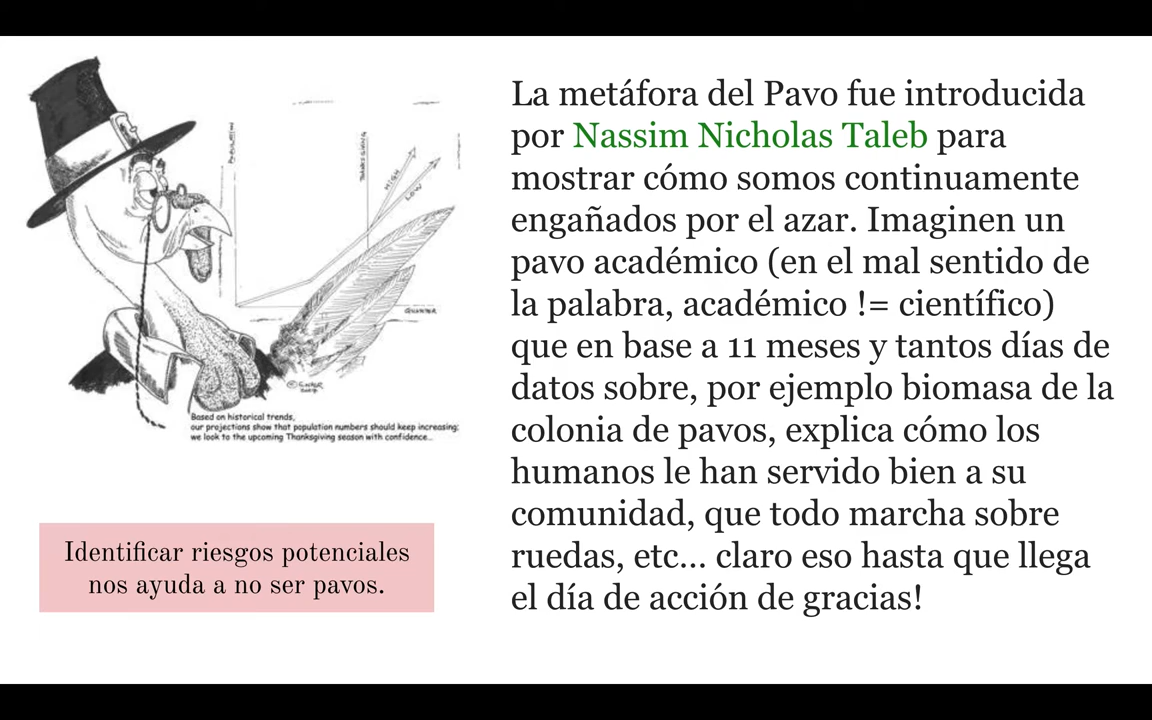 POPULATION
THANKSGIVING
HIGH
LOW
QUARTER
Based on historical trends,
our projections show that population numbers should keep increasing;
we look to the upcoming Thanksgiving season with confidence...
Identificar riesgos potenciales
nos ayuda a no ser pavos.
La metáfora del Pavo fue introducida
por Nassim Nicholas Taleb para
mostrar cómo somos continuamente
engañados por el azar. Imaginen un
pavo académico (en el mal sentido de
la palabra, académico != científico)
que en base a 11 meses y tantos días de
datos sobre, por ejemplo biomasa de la
colonia de pavos, explica cómo los
humanos le han servido bien a su
comunidad, que todo marcha sobre
ruedas, etc... claro eso hasta que llega
el día de acción de gracias!